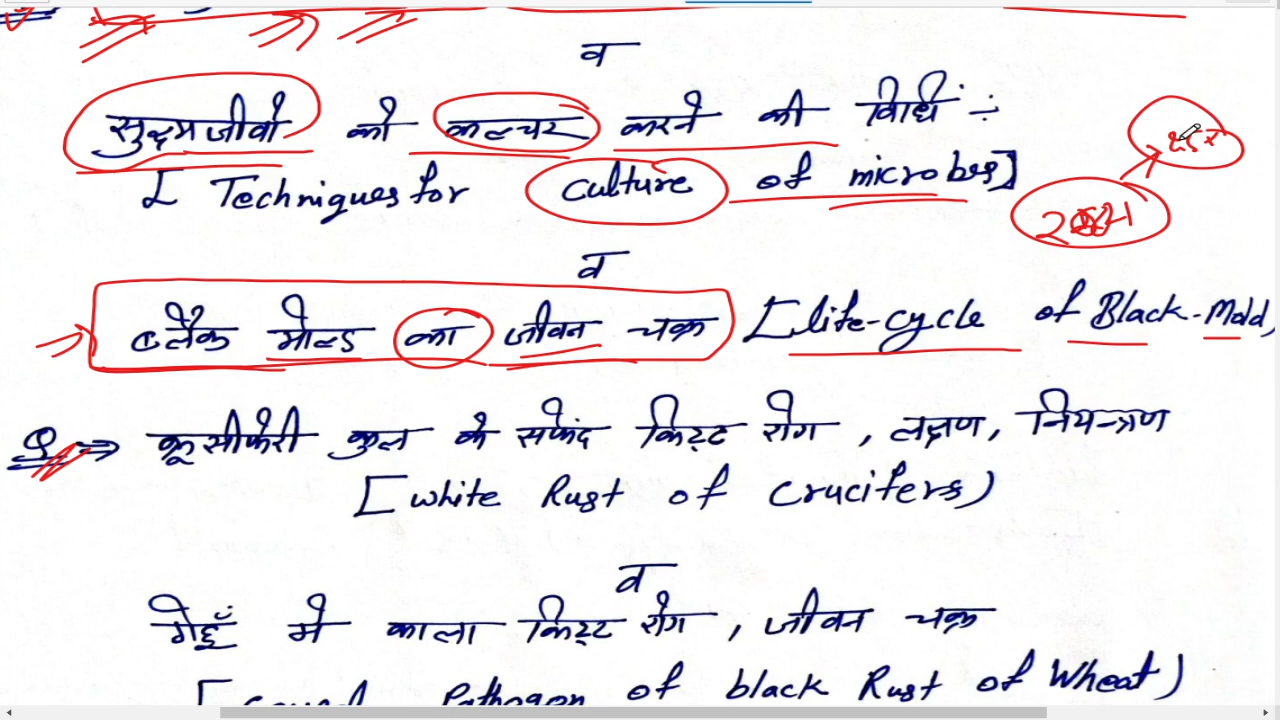 व
सुक्ष्मजीवों को कल्चर करने की विधि :-
[ Techniques for culture of microbes]
व
ब्लैक मोल्ड का जीवन चक्र [life-cycle of Black-Mold,
Q ⇒ क्रूसीफेरी कुल के सफेद किट्ट रोग, लक्षण, नियन्त्रण
[white Rust of Crucifers)
व
गेहूँ में काला किट्ट रोग, जीवन चक्र
Pathogen of black Rust of Wheat)